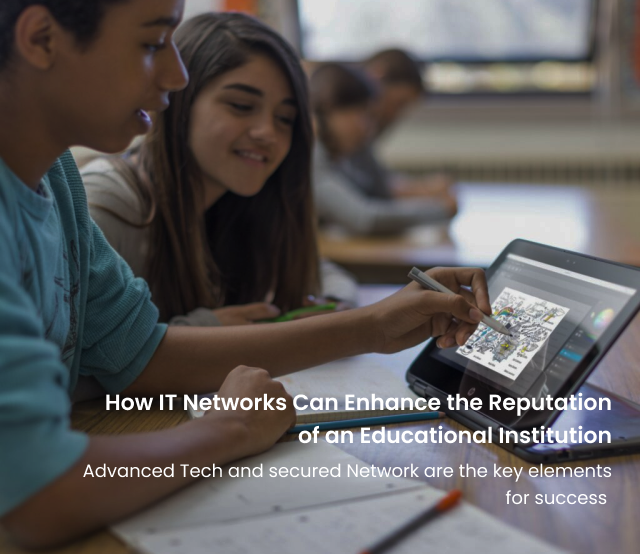 How IT Networks Can Enhance the Reputation
of an Educational Institution
Advanced Tech and secured Network are the key elements
for success